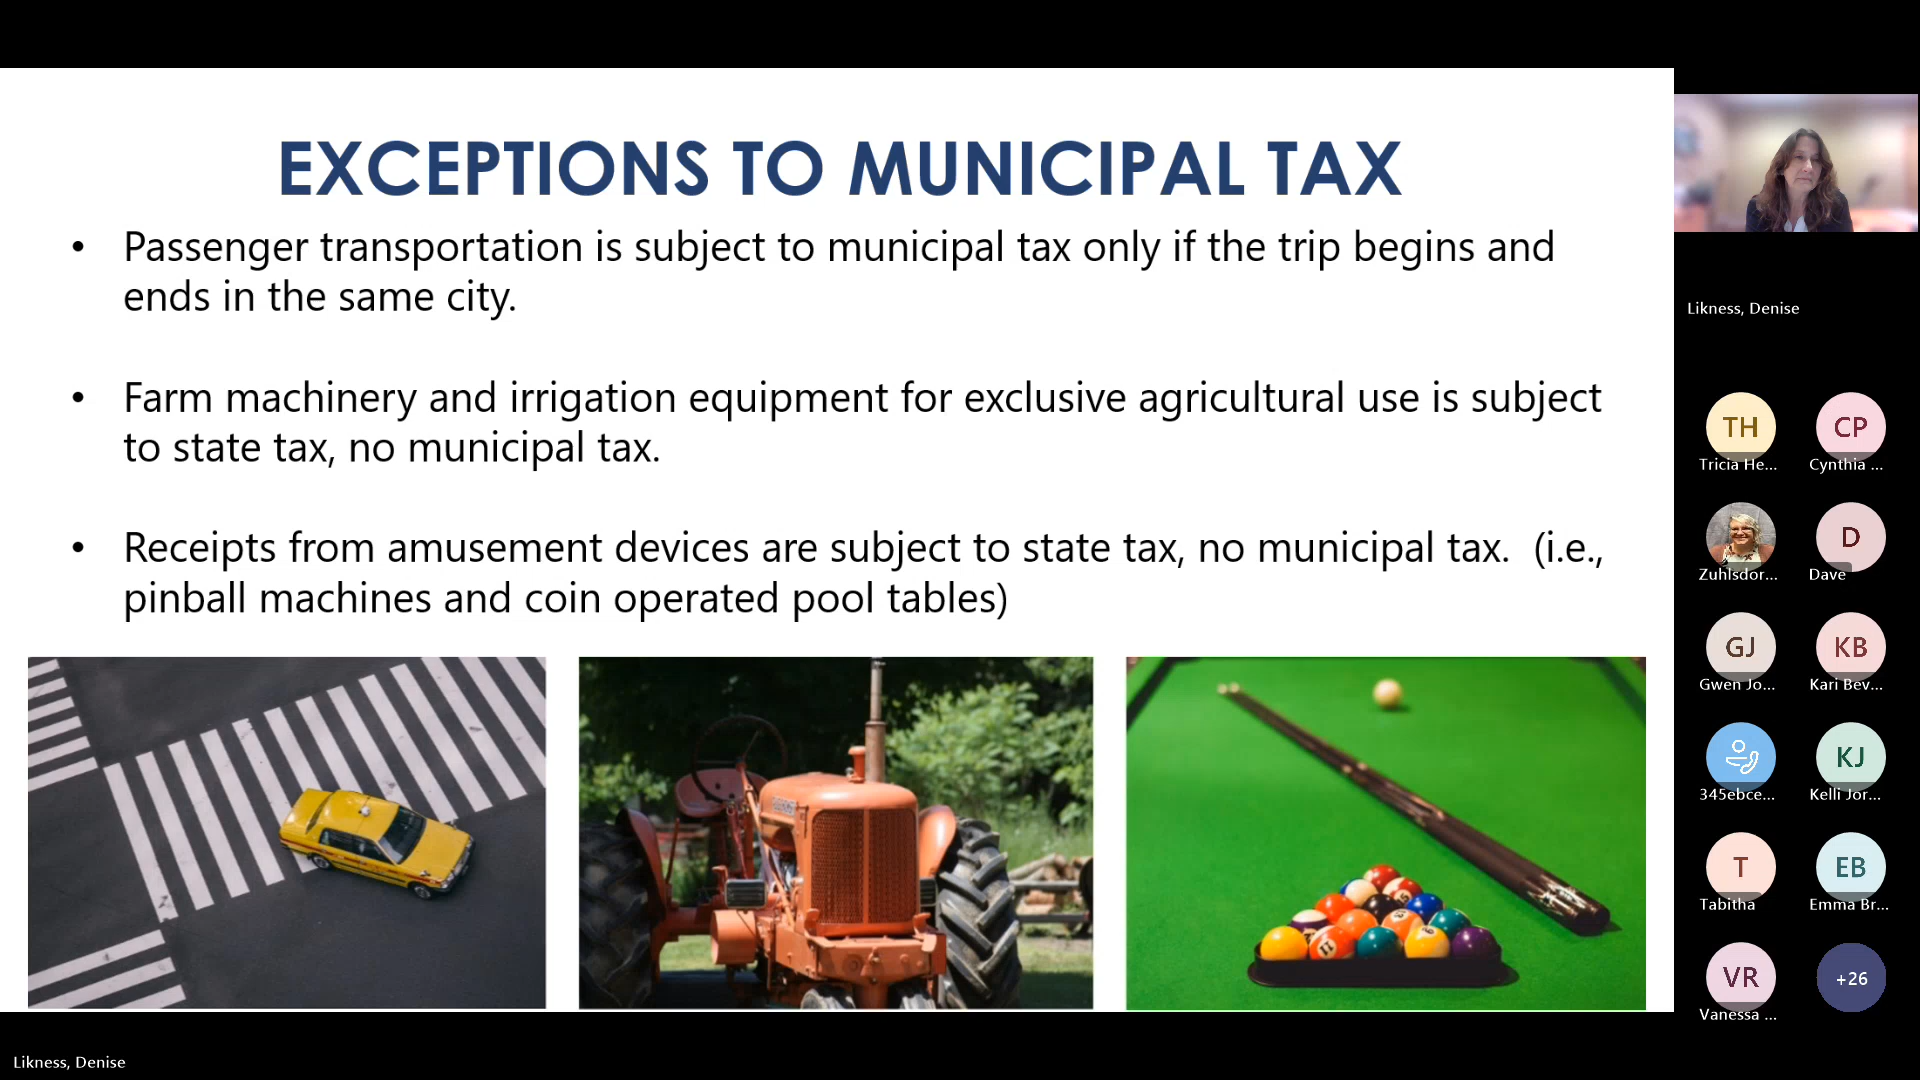 EXCEPTIONS TO MUNICIPAL TAX
• Passenger transportation is subject to municipal tax only if the trip begins and
ends in the same city.
• Farm machinery and irrigation equipment for exclusive agricultural use is subject
to state tax, no municipal tax.
• Receipts from amusement devices are subject to state tax, no municipal tax. (i.e.,
pinball machines and coin operated pool tables)
Likness, Denise
TH
Tricia He...
CP
Cynthia ...
Zuhlsdor...
D
Dave
GJ
Gwen Jo...
KB
Kari Bev...
345ebce...
KJ
Kelli Jor...
T
Tabitha
EB
Emma Br...
VR
Vanessa ...
+26
Likness, Denise